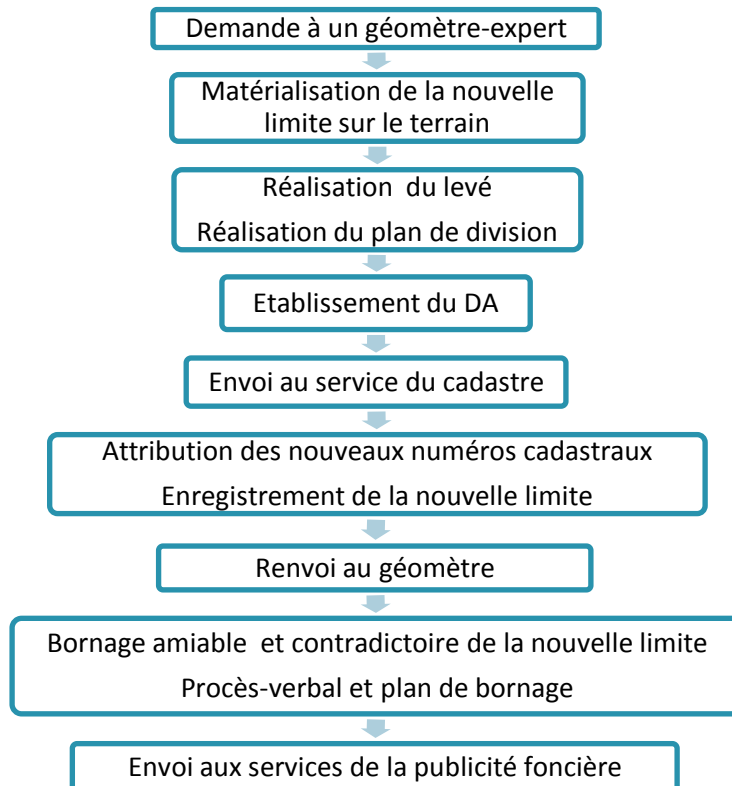 Demande à un géomètre-expert
Matérialisation de la nouvelle
limite sur le terrain
Réalisation du levé
Réalisation du plan de division
Etablissement du DA
Envoi au service du cadastre
Attribution des nouveaux numéros cadastraux
Enregistrement de la nouvelle limite
Renvoi au géomètre
Bornage amiable et contradictoire de la nouvelle limite
Procès-verbal et plan de bornage
Envoi aux services de la publicité foncière